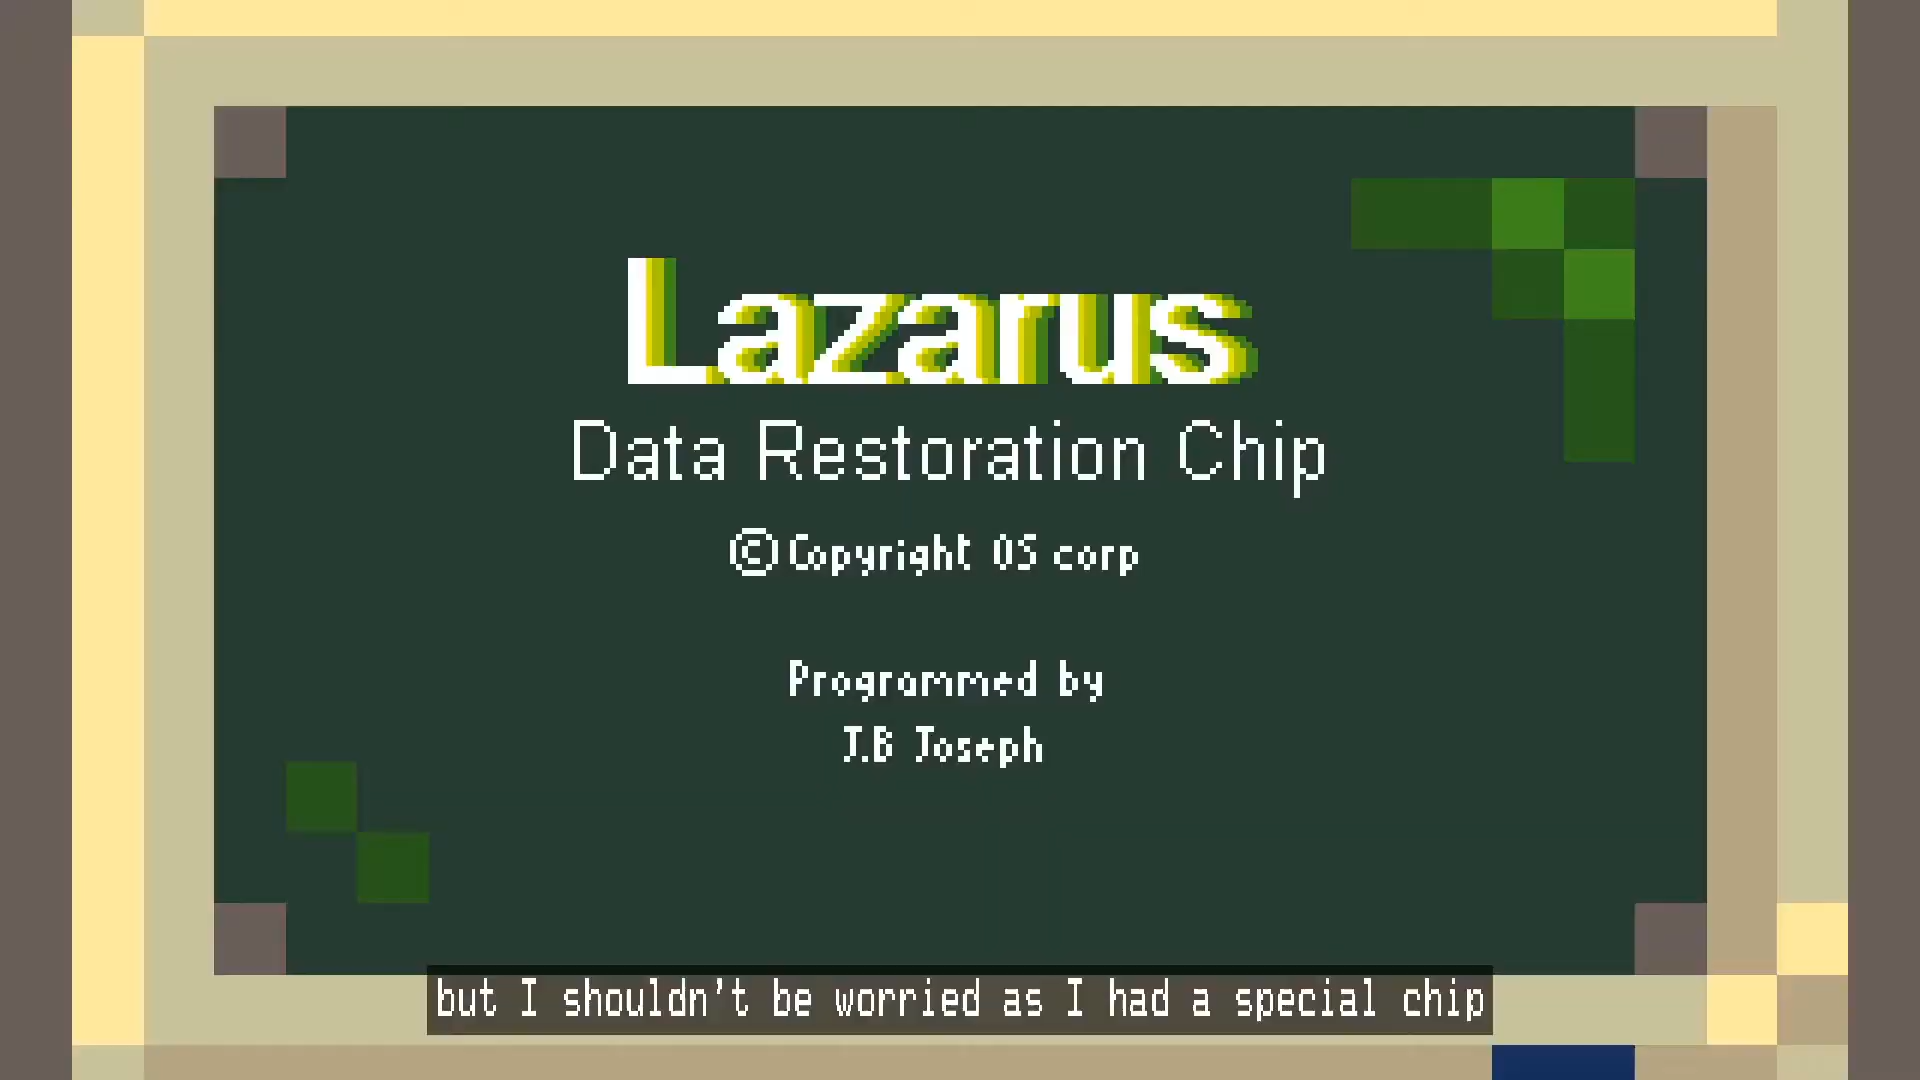 Lazarus
Data Restoration Chip
©Copyright OS corp
Programmed by
J.B Joseph
but I shouldn't be worried as I had a special chip